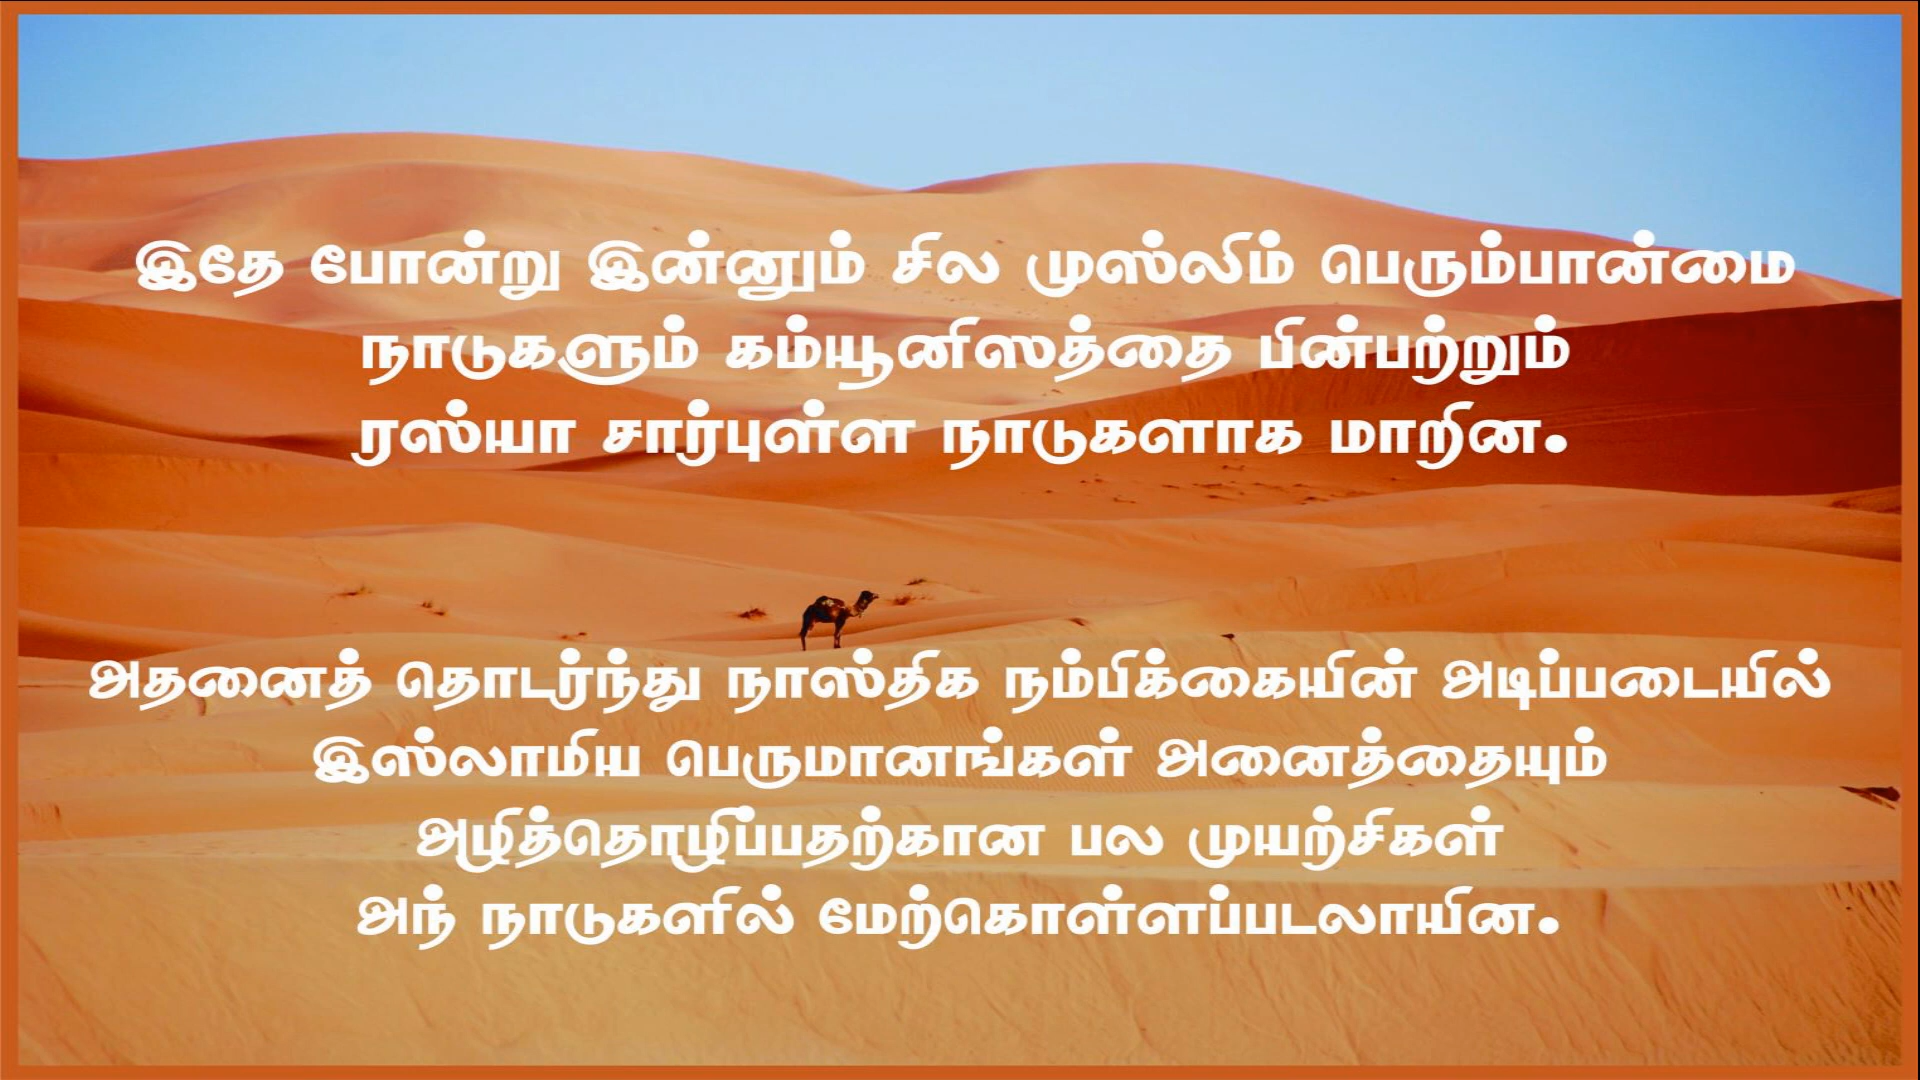 இதே போன்று இன்னும் சில முஸ்லிம் பெரும்பான்மை
நாடுகளும் கம்யூனிஸத்தை பின்பற்றும்
ரஸ்யா சார்புள்ள நாடுகளாக மாறின.
அதனைத் தொடர்ந்து நாஸ்திக நம்பிக்கையின் அடிப்படையில்
இஸ்லாமிய பெருமானங்கள் அனைத்தையும்
அழித்தொழிப்பதற்கான பல முயற்சிகள்
அந் நாடுகளில் மேற்கொள்ளப்படலாயின.